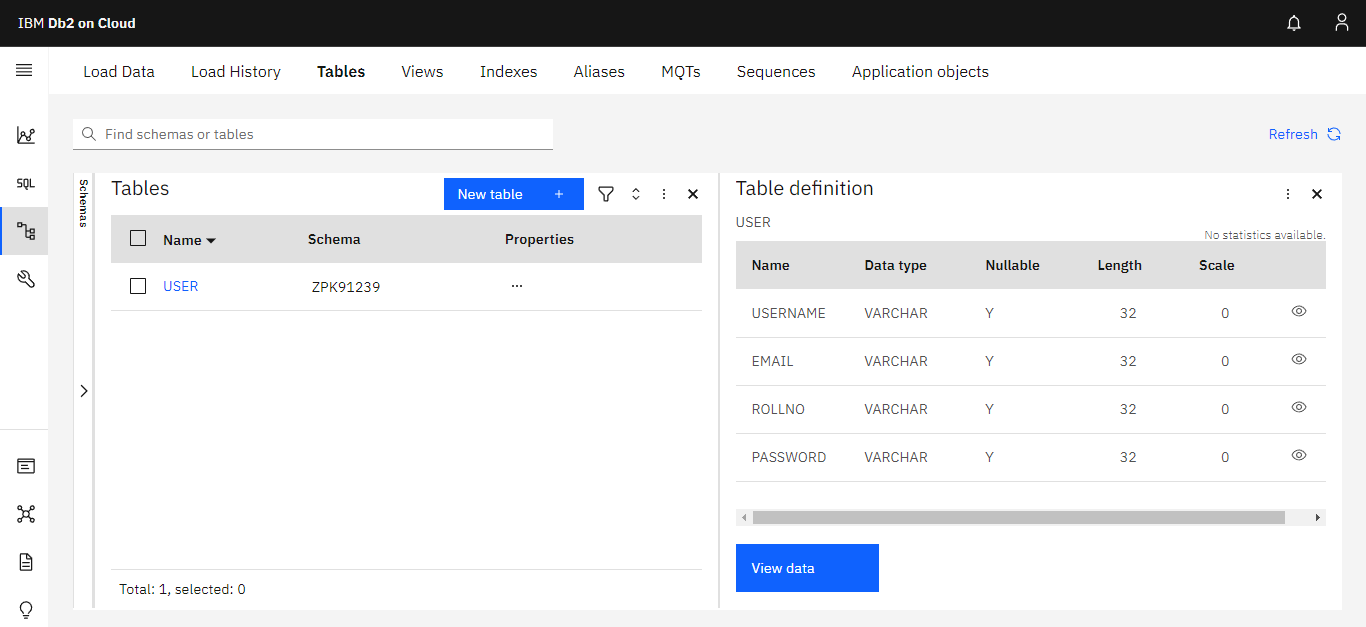 IBM Db2 on Cloud
Load Data Load History Tables Views Indexes Aliases MQTs Sequences Application objects
SQL
Find schemas or tables
Refresh
Schemas
Tables
New table +
Name Schema Properties
USER ZPK91239 ...
Total: 1, selected: 0
Table definition
USER
No statistics available.
Name Data type Nullable Length Scale
USERNAME VARCHAR Y 32 0
EMAIL VARCHAR Y 32 0
ROLLNO VARCHAR Y 32 0
PASSWORD VARCHAR Y 32 0
View data